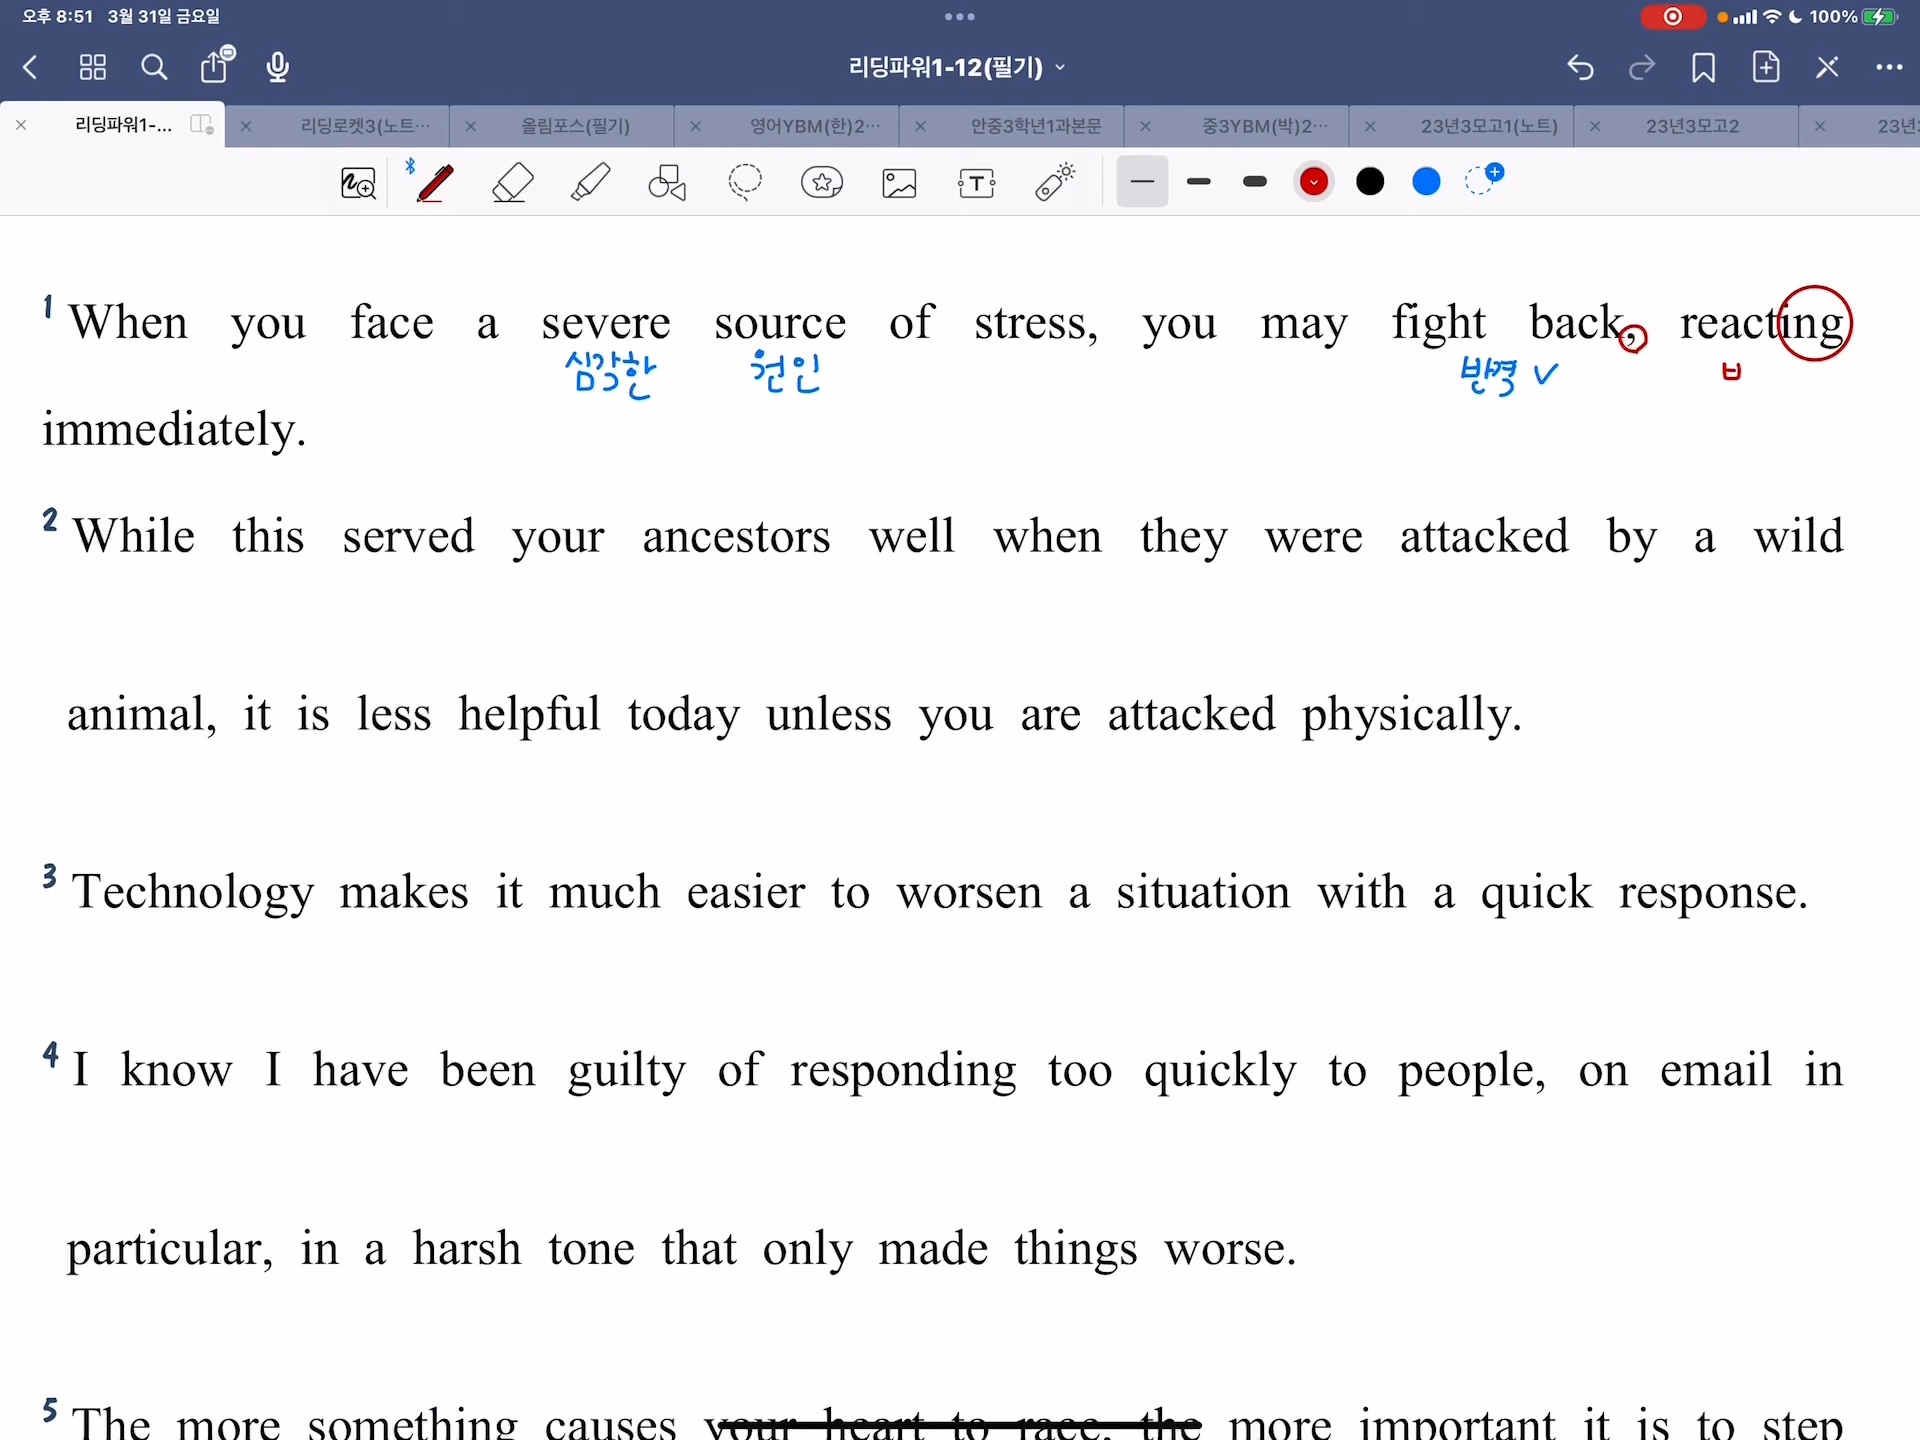 오후 8:51 3월 31일 금요일 100%
리딩파워1-12(필기)
리딩파워1-... 리딩로켓3(노트··· 올림포스(필기) 영어YBM(한)2··· 안중3학년1과본문 중3YBM(박)2··· 23년3모고1(노트) 23년3모고2 23년
1 When you face a severe source of stress, you may fight back, reacting
심각한 원인 반격 ㅂ
immediately.
2 While this served your ancestors well when they were attacked by a wild
animal, it is less helpful today unless you are attacked physically.
3 Technology makes it much easier to worsen a situation with a quick response.
4 I know I have been guilty of responding too quickly to people, on email in
particular, in a harsh tone that only made things worse.
5 The more something causes your heart to race, the more important it is to step